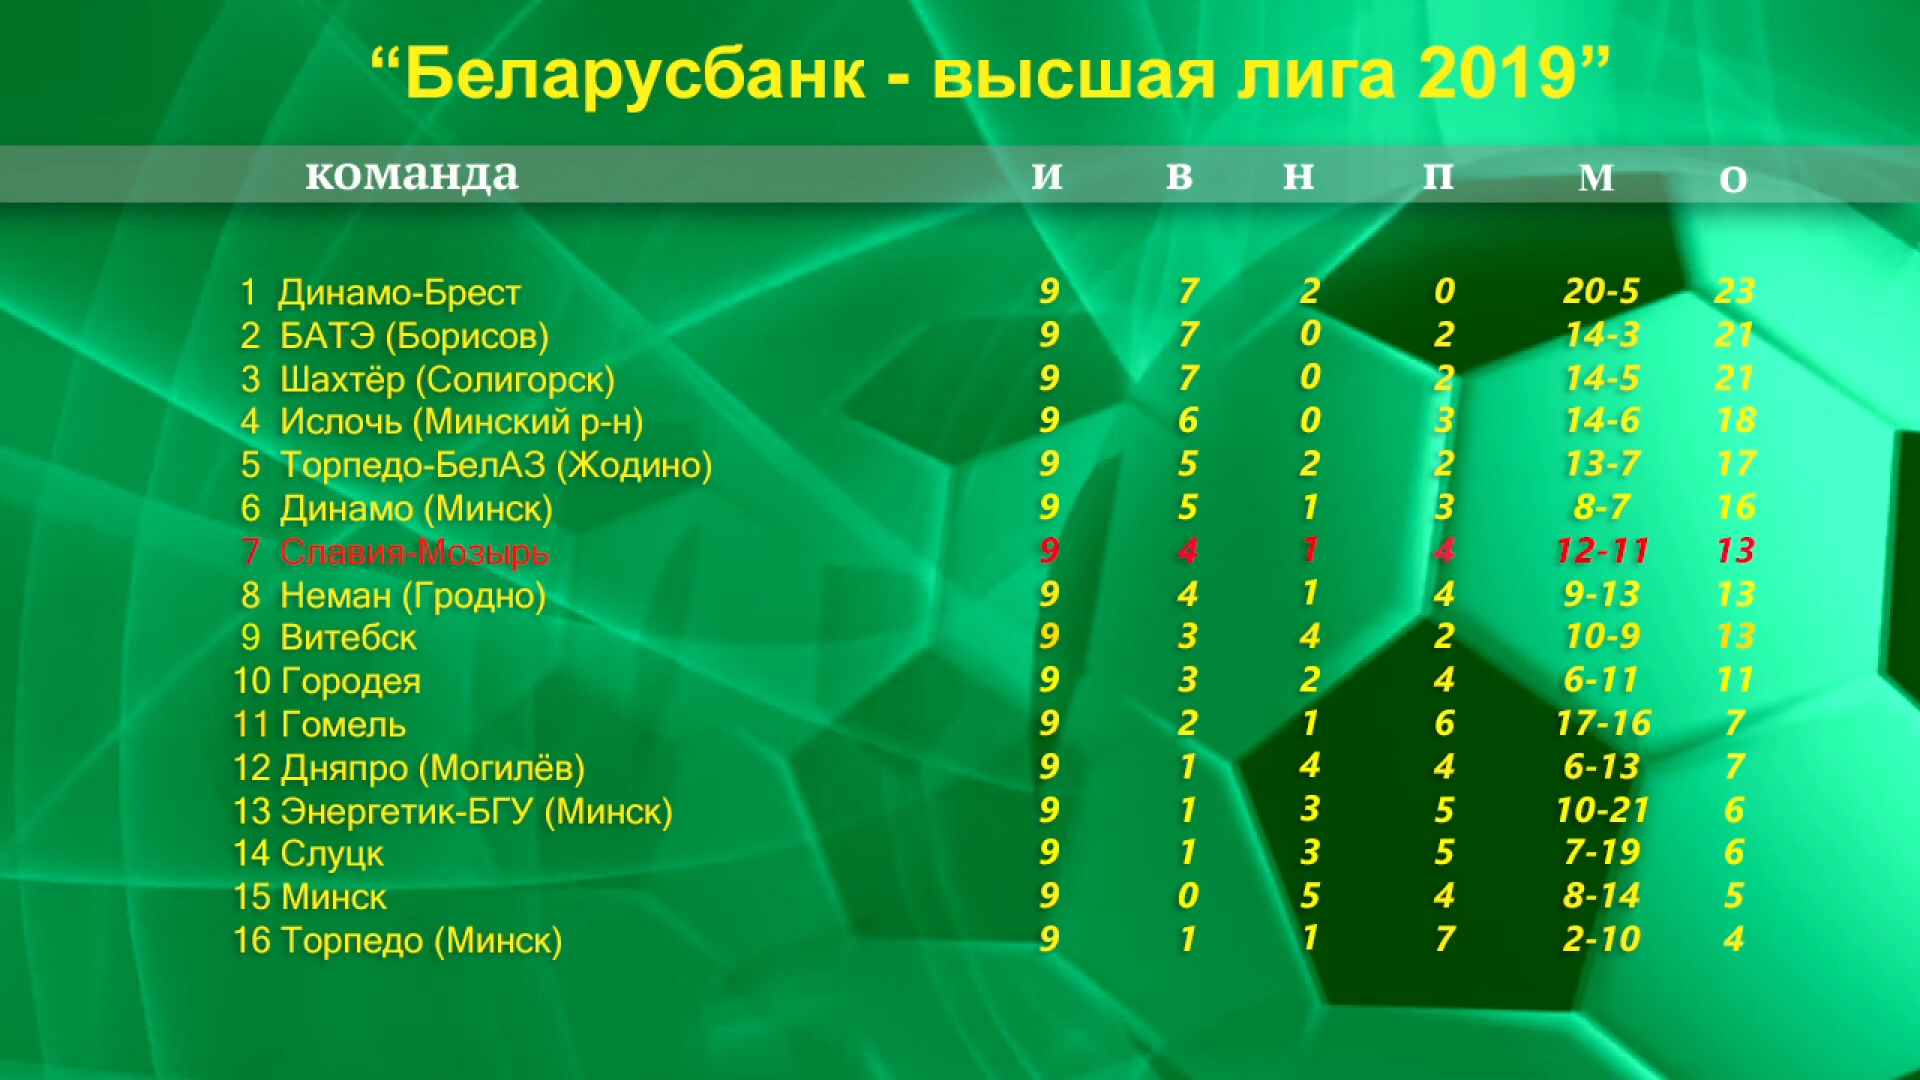 “Беларусбанк - высшая лига 2019”
команда и в н п м о
1 Динамо-Брест 9 7 2 0 20-5 23
2 БАТЭ (Борисов) 9 7 0 2 14-3 21
3 Шахтёр (Солигорск) 9 7 0 2 14-5 21
4 Ислочь (Минский р-н) 9 6 0 3 14-6 18
5 Торпедо-БелАЗ (Жодино) 9 5 2 2 13-7 17
6 Динамо (Минск) 9 5 1 3 8-7 16
7 Славия-Мозырь 9 4 1 4 12-11 13
8 Неман (Гродно) 9 4 1 4 9-13 13
9 Витебск 9 3 4 2 10-9 13
10 Городея 9 3 2 4 6-11 11
11 Гомель 9 2 1 6 17-16 7
12 Дняпро (Могилёв) 9 1 4 4 6-13 7
13 Энергетик-БГУ (Минск) 9 1 3 5 10-21 6
14 Слуцк 9 1 3 5 7-19 6
15 Минск 9 0 5 4 8-14 5
16 Торпедо (Минск) 9 1 1 7 2-10 4